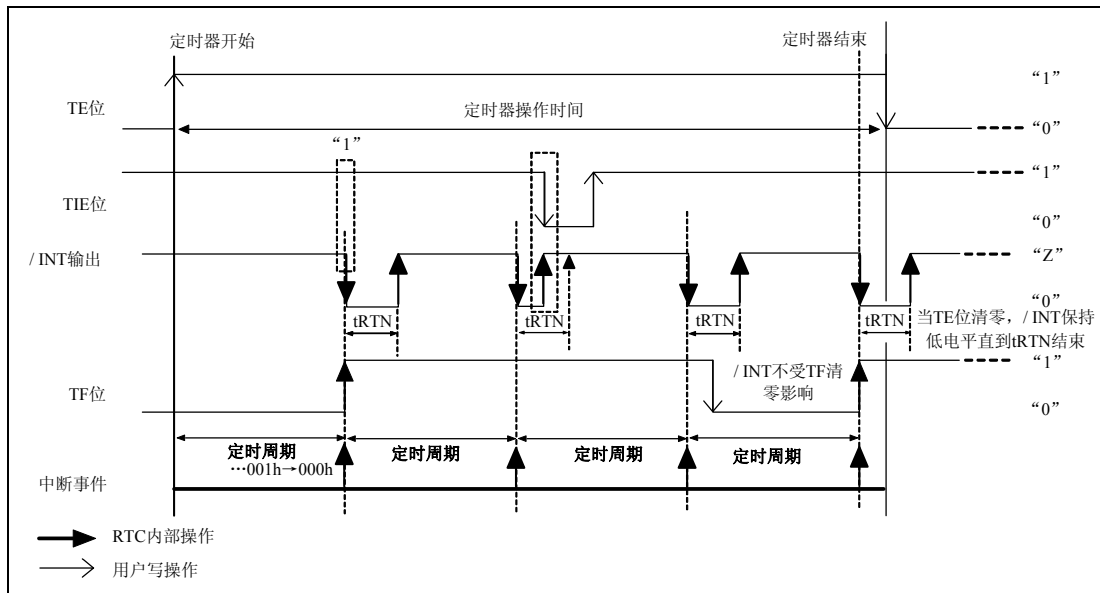 定时器开始
定时器结束
“1”
TE位
定时器操作时间
“0”
“1”
“1”
TIE位
“0”
/ INT输出
“Z”
“0”
tRTN
tRTN
tRTN
tRTN
当TE位清零，/ INT保持
低电平直到tRTN结束
“1”
TF位
/ INT不受TF清
零影响
“0”
定时周期
定时周期
定时周期
定时周期
…001h→000h
中断事件
RTC内部操作
用户写操作